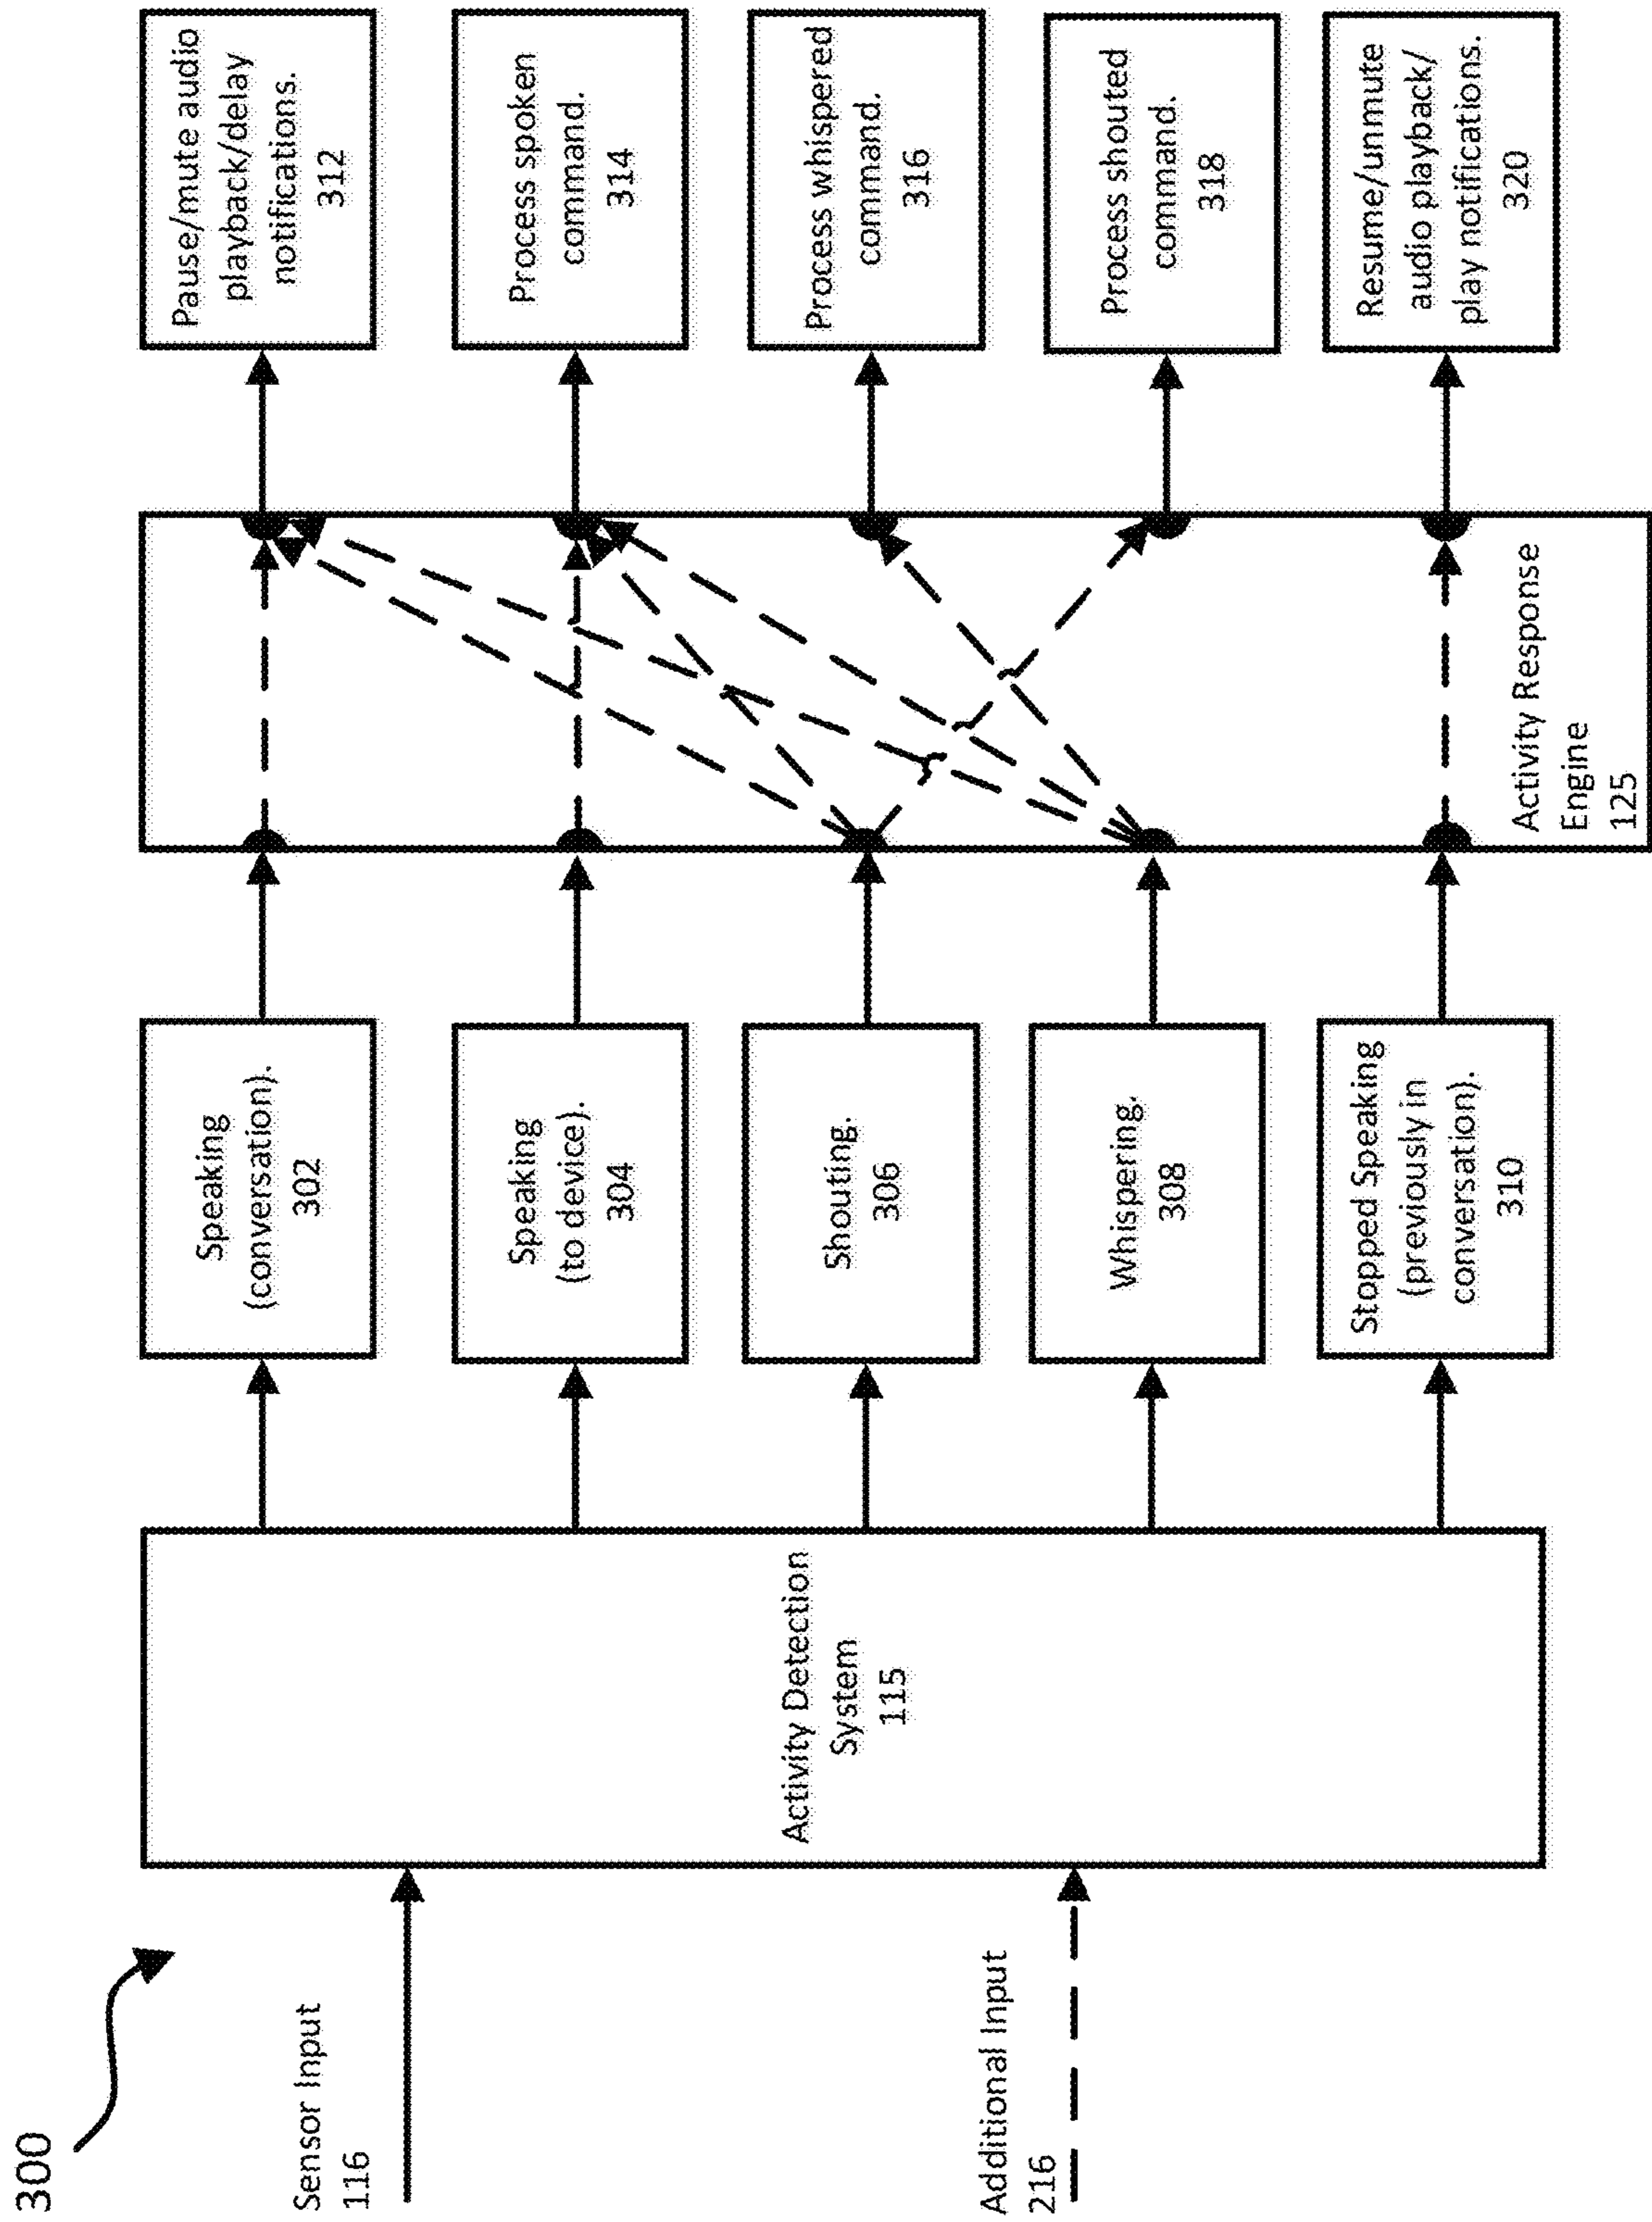 300
Sensor Input
116
Additional Input
216
Activity Detection
System
115
Speaking
(conversation).
302
Speaking
(to device).
304
Shouting.
306
Whispering.
308
Stopped Speaking
(previously in
conversation).
310
Activity Response
Engine
125
Pause/mute audio
playback/delay
notifications.
312
Process spoken
command.
314
Process whispered
command.
316
Process shouted
command.
318
Resume/unmute
audio playback/
play notifications.
320